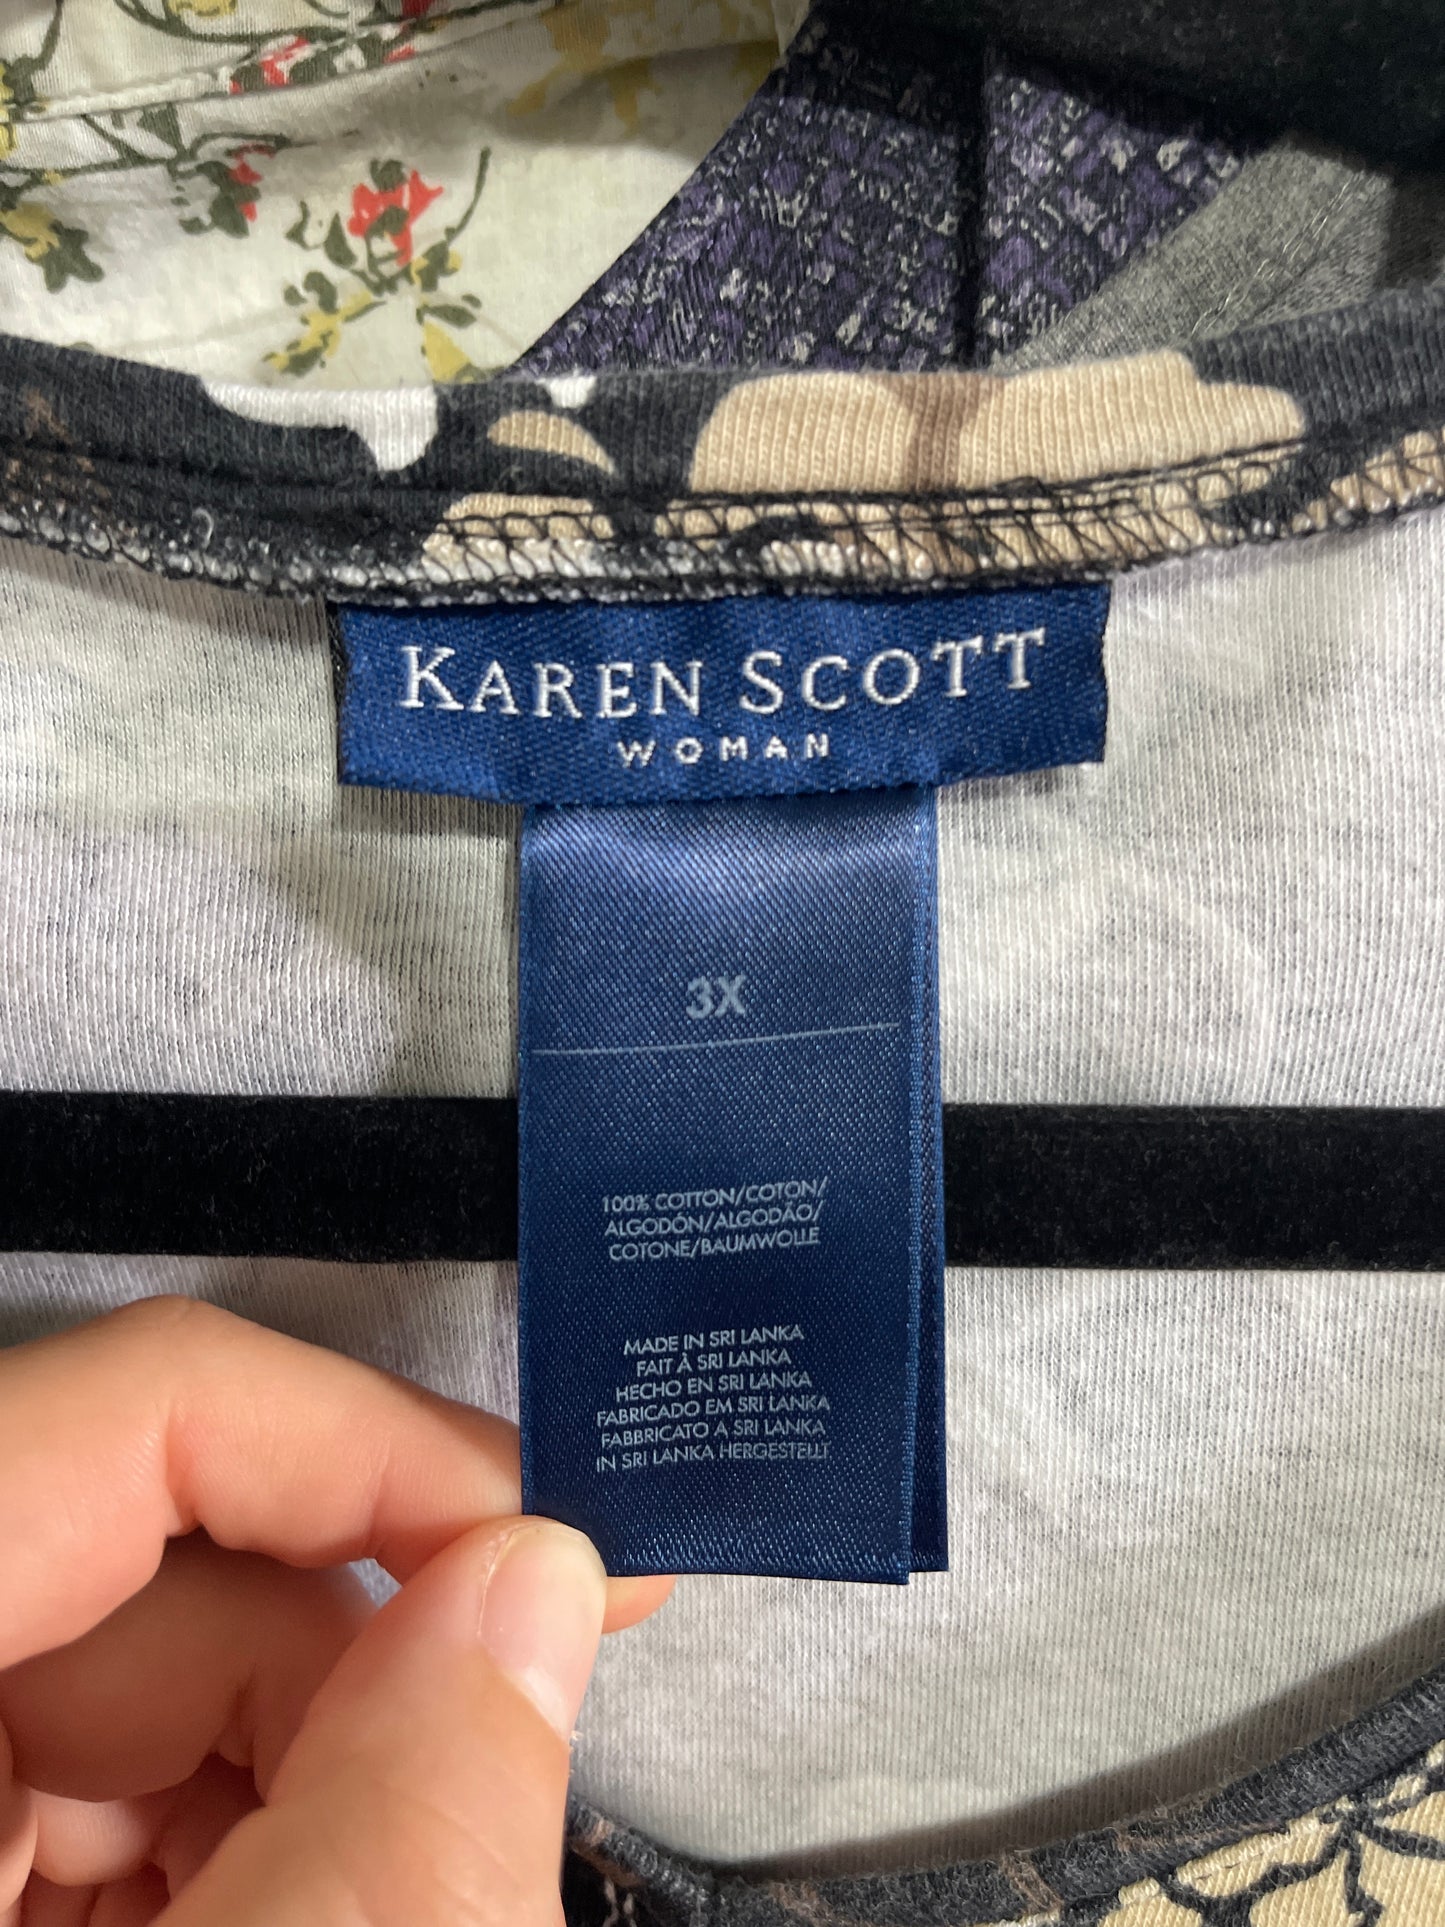 KAREN SCOTT
WOMAN
3X
100% COTTON/COTON/
ALGODÓN/ALGODÃO/
COTONE/BAUMWOLLE
MADE IN SRI LANKA
FAIT À SRI LANKA
HECHO EN SRI LANKA
FABRICADO EM SRI LANKA
FABBRICATO A SRI LANKA
IN SRI LANKA HERGESTELLT